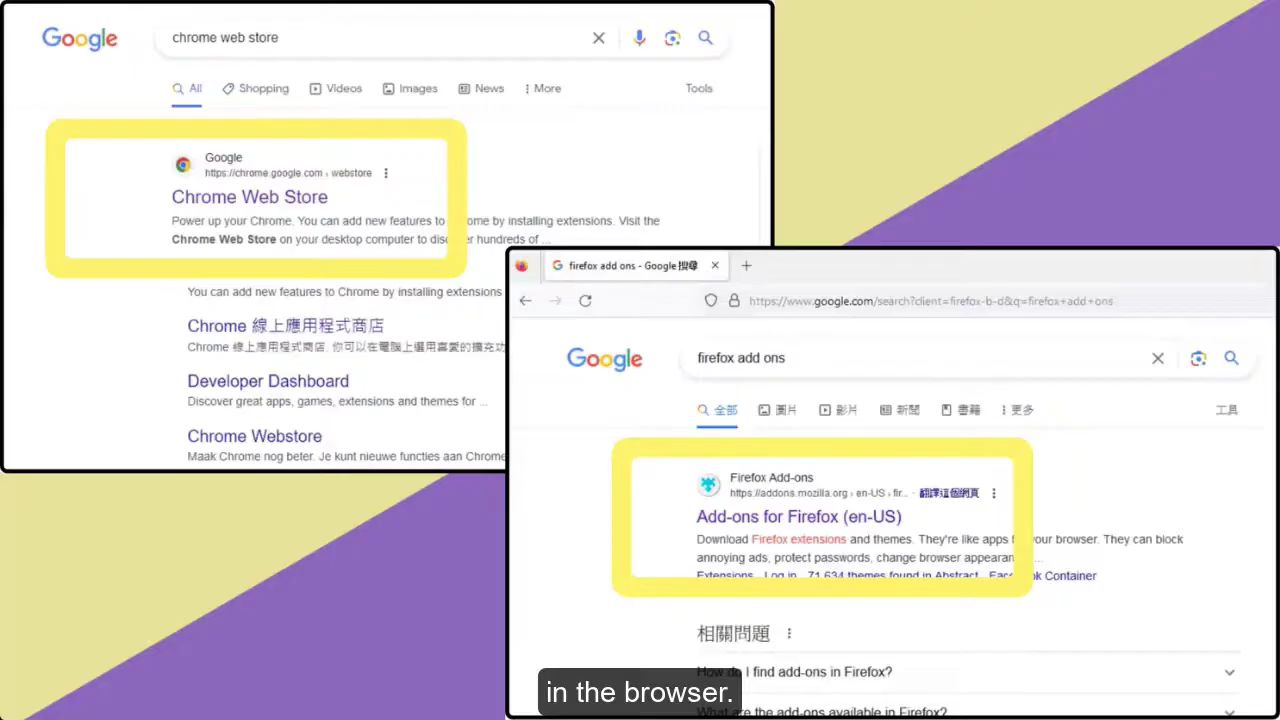 Google
chrome web store
All
Shopping
Videos
Images
News
More
Tools
Google
https://chrome.google.com › webstore
Chrome Web Store
Power up your Chrome. You can add new features to ome by installing extensions. Visit the
Chrome Web Store on your desktop computer to discover hundreds of ...
You can add new features to Chrome by installing extensions
Chrome 線上應用程式商店
Chrome 線上應用程式商店. 你可以在電腦上選用喜愛的擴充功
Developer Dashboard
Discover great apps, games, extensions and themes for ...
Chrome Webstore
Maak Chrome nog beter. Je kunt nieuwe functies aan Chrome
firefox add ons - Google 搜尋
https://www.google.com/search?client=firefox-b-d&q=firefox+add+ons
Google
firefox add ons
全部
圖片
影片
新聞
書籍
更多
工具
Firefox Add-ons
https://addons.mozilla.org › en-US › fir... · 翻譯這個網頁
Add-ons for Firefox (en-US)
Download Firefox extensions and themes. They're like apps your browser. They can block
annoying ads, protect passwords, change browser appearan ...
Extensions Log in 71,634 themes found in Abstract Container
相關問題
How do I find add-ons in Firefox?
What are the add-ons available in Firefox?
in the browser.